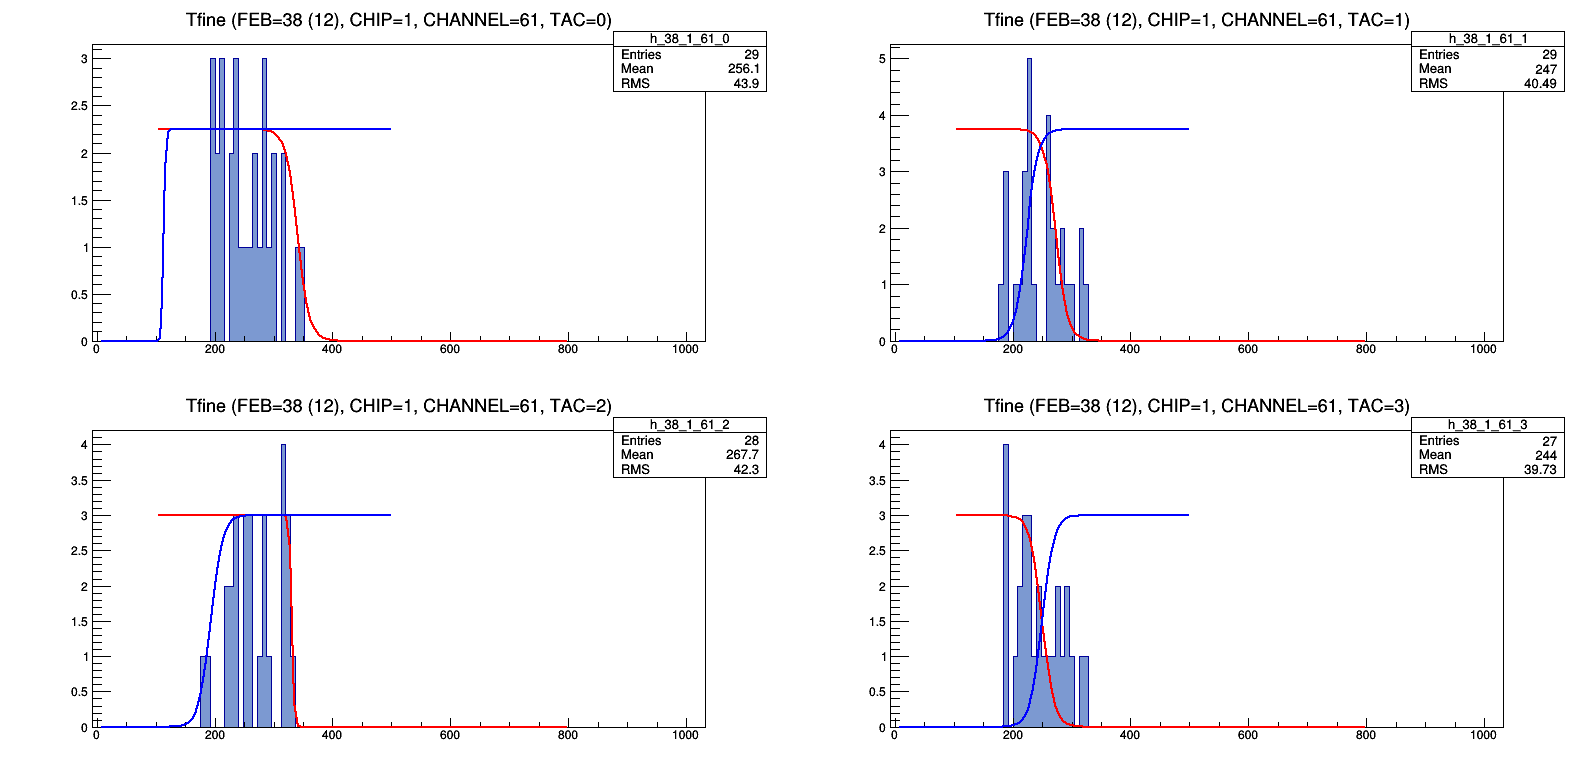 Tfine (FEB=38 (12), CHIP=1, CHANNEL=61, TAC=0)
h_38_1_61_0
Entries 29
Mean 256.1
RMS 43.9
3
2.5
2
1.5
1
0.5
0
0 200 400 600 800 1000
Tfine (FEB=38 (12), CHIP=1, CHANNEL=61, TAC=1)
h_38_1_61_1
Entries 29
Mean 247
RMS 40.49
5
4
3
2
1
0
0 200 400 600 800 1000
Tfine (FEB=38 (12), CHIP=1, CHANNEL=61, TAC=2)
h_38_1_61_2
Entries 28
Mean 267.7
RMS 42.3
4
3.5
3
2.5
2
1.5
1
0.5
0
0 200 400 600 800 1000
Tfine (FEB=38 (12), CHIP=1, CHANNEL=61, TAC=3)
h_38_1_61_3
Entries 27
Mean 244
RMS 39.73
4
3.5
3
2.5
2
1.5
1
0.5
0
0 200 400 600 800 1000